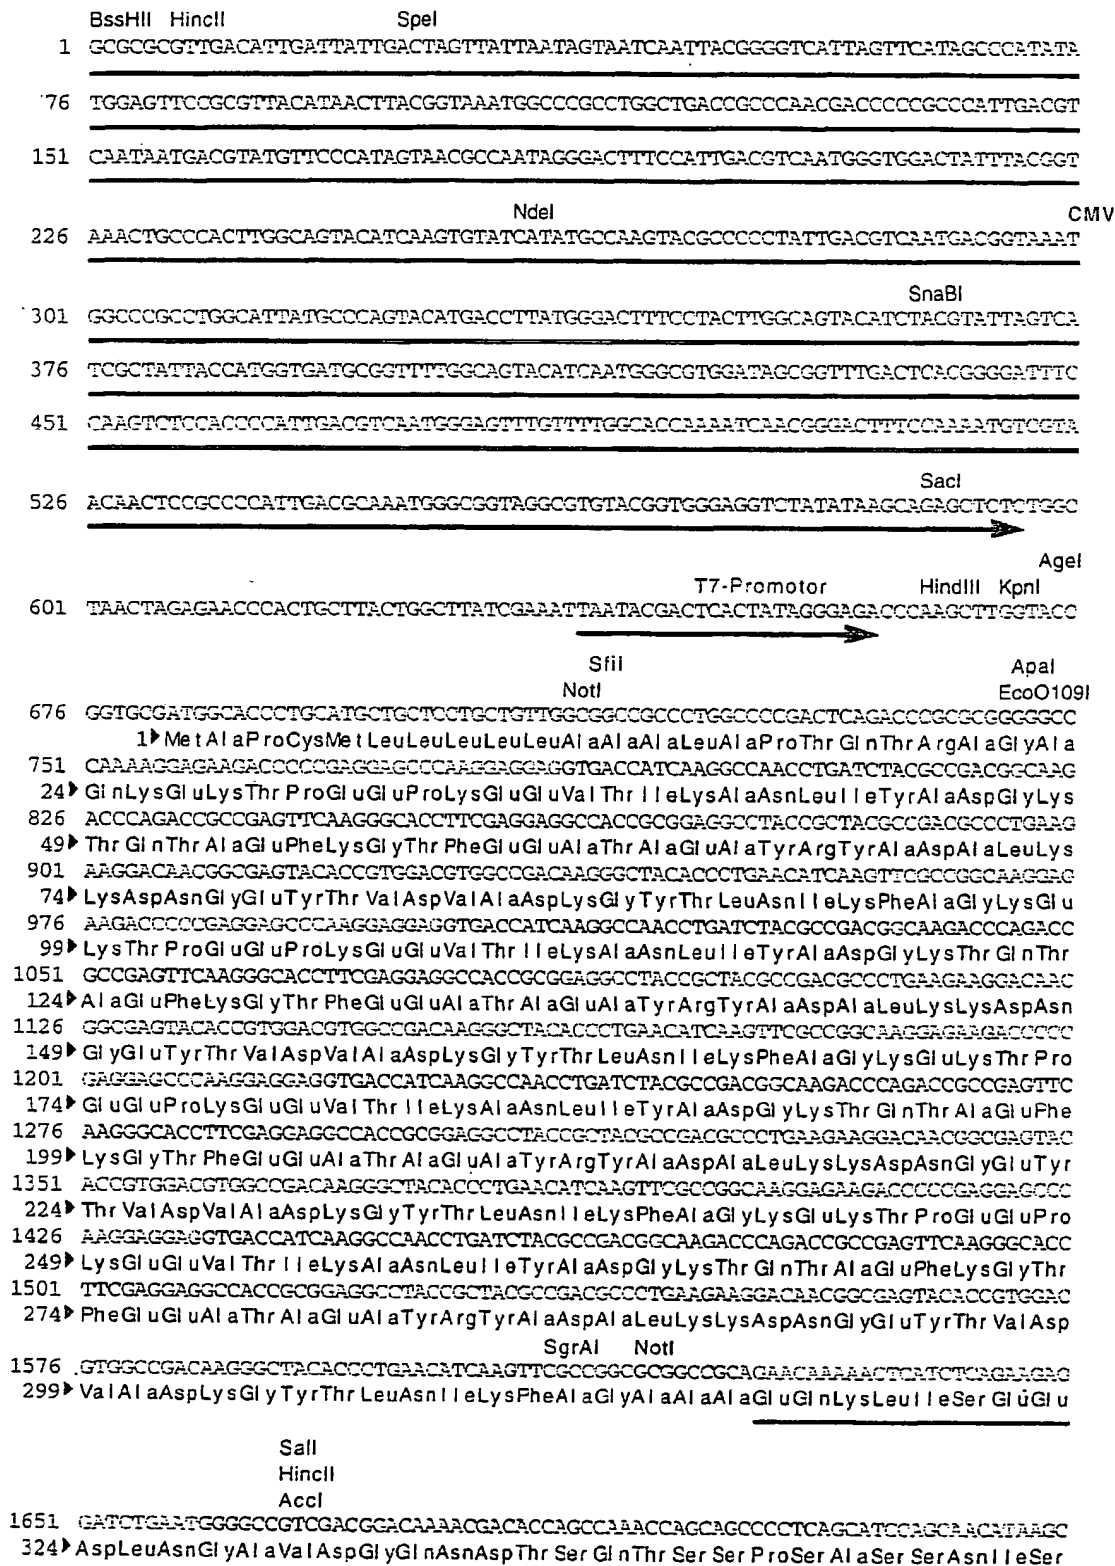 BssHII HincII SpeI
1 GCGCGCGTTGACATTGATTATTGACTAGTTATTAATAGTAATCAATTACGGGGTCATTAGTTCATAGCCCATATA
76 TGGAGTTCCGCGTTACATAACTTACGGTAAATGGCCCGCCTGGCTGACCGCCCAACGACCCCCGCCCATTGACGT
151 CAATAATGACGTATGTTCCCATAGTAACGCCAATAGGGACTTTCCATTGACGTCAATGGGTGGACTATTTACGGT
NdeI CMV
226 AAACTGCCCACTTGGCAGTACATCAAGTGTATCATATGCCAAGTACGCCCCCTATTGACGTCAATGACGGTAAAT
SnaBI
301 GGCCCGCCTGGCATTATGCCCAGTACATGACCTTATGGGACTTTCCTACTTGGCAGTACATCTACGTATTAGTCA
376 TCGCTATTACCATGGTGATGCGGTTTTGGCAGTACATCAATGGGCGTGGATAGCGGTTTGACTCACGGGGATTTC
451 CAAGTCTCCACCCCATTGACGTCAATGGGAGTTTGTTTTGGCACCAAAATCAACGGGACTTTCCAAAATGTCGTA
SacI
526 ACAACTCCGCCCCATTGACGCAAATGGGCGGTAGGCGTGTACGGTGGGAGGTCTATATAAGCAGAGCTCTCTGGC
AgeI
T7-Promotor HindIII KpnI
601 TAACTAGAGAACCCACTGCTTACTGGCTTATCGAAATTAATACGACTCACTATAGGGAGACCCAAGCTTGGTACC
SfiI
NotI ApaI
EcoO109I
676 GGTGCGATGGCACCCTGCATGCTGCTCCTGCTGTTGGCGGCCGCCCTGGCCCCGACTCAGACCCGCGCGGGGGCC
1 MetAlaProCysMetLeuLeuLeuLeuLeuAlaAlaAlaLeuAlaProThrGlnThrArgAlaGlyAla
751 CAAAAGGAGAAGACCCCCGAGGAGCCCAAGGAGGAGGTGACCATCAAGGCCAACCTGATCTACGCCGACGGCAAG
24 GlnLysGluLysThrProGluGluProLysGluGluValThrIleLysAlaAsnLeuIleTyrAlaAspGlyLys
826 ACCCAGACCGCCGAGTTCAAGGGCACCTTCGAGGAGGCCACCGCGGAGGCCTACCGCTACGCCGACGCCCTGAAG
49 ThrGlnThrAlaGluPheLysGlyThrPheGluGluAlaThrAlaGluAlaTyrArgTyrAlaAspAlaLeuLys
901 AAGGACAACGGCGAGTACACCGTGGACGTGGCCGACAAGGGCTACACCCTGAACATCAAGTTCGCCGGCAAGGAG
74 LysAspAsnGlyGluTyrThrValAspValAlaAspLysGlyTyrThrLeuAsnIleLysPheAlaGlyLysGlu
976 AAGACCCCCGAGGAGCCCAAGGAGGAGGTGACCATCAAGGCCAACCTGATCTACGCCGACGGCAAGACCCAGACC
99 LysThrProGluGluProLysGluGluValThrIleLysAlaAsnLeuIleTyrAlaAspGlyLysThrGlnThr
1051 GCCGAGTTCAAGGGCACCTTCGAGGAGGCCACCGCGGAGGCCTACCGCTACGCCGACGCCCTGAAGAAGGACAAC
124 AlaGluPheLysGlyThrPheGluGluAlaThrAlaGluAlaTyrArgTyrAlaAspAlaLeuLysLysAspAsn
1126 GGCGAGTACACCGTGGACGTGGCCGACAAGGGCTACACCCTGAACATCAAGTTCGCCGGCAAGGAGAAGACCCCC
149 GlyGluTyrThrValAspValAlaAspLysGlyTyrThrLeuAsnIleLysPheAlaGlyLysGluLysThrPro
1201 GAGGAGCCCAAGGAGGAGGTGACCATCAAGGCCAACCTGATCTACGCCGACGGCAAGACCCAGACCGCCGAGTTC
174 GluGluProLysGluGluValThrIleLysAlaAsnLeuIleTyrAlaAspGlyLysThrGlnThrAlaGluPhe
1276 AAGGGCACCTTCGAGGAGGCCACCGCGGAGGCCTACCGCTACGCCGACGCCCTGAAGAAGGACAACGGCGAGTAC
199 LysGlyThrPheGluGluAlaThrAlaGluAlaTyrArgTyrAlaAspAlaLeuLysLysAspAsnGlyGluTyr
1351 ACCGTGGACGTGGCCGACAAGGGCTACACCCTGAACATCAAGTTCGCCGGCAAGGAGAAGACCCCCGAGGAGCCC
224 ThrValAspValAlaAspLysGlyTyrThrLeuAsnIleLysPheAlaGlyLysGluLysThrProGluGluPro
1426 AAGGAGGAGGTGACCATCAAGGCCAACCTGATCTACGCCGACGGCAAGACCCAGACCGCCGAGTTCAAGGGCACC
249 LysGluGluValThrIleLysAlaAsnLeuIleTyrAlaAspGlyLysThrGlnThrAlaGluPheLysGlyThr
1501 TTCGAGGAGGCCACCGCGGAGGCCTACCGCTACGCCGACGCCCTGAAGAAGGACAACGGCGAGTACACCGTGGAC
274 PheGluGluAlaThrAlaGluAlaTyrArgTyrAlaAspAlaLeuLysLysAspAsnGlyGluTyrThrValAsp
SgrAI NotI
1576 GTGGCCGACAAGGGCTACACCCTGAACATCAAGTTCGCCGGCGCGGCCGCAGAACAAAAACTCATCTCAGAAGAG
299 ValAlaAspLysGlyTyrThrLeuAsnIleLysPheAlaGlyAlaAlaAlaGluGlnLysLeuIleSerGluGlu
SalI
HincII
AccI
1651 GATCTGAATGGGGCCGTCGACGGACAAAACGACACCAGCCAAACCAGCAGCCCCTCAGCATCCAGCAACATAAGC
324 AspLeuAsnGlyAlaValAspGlyGlnAsnAspThrSerGlnThrSerSerProSerAlaSerSerAsnIleSer